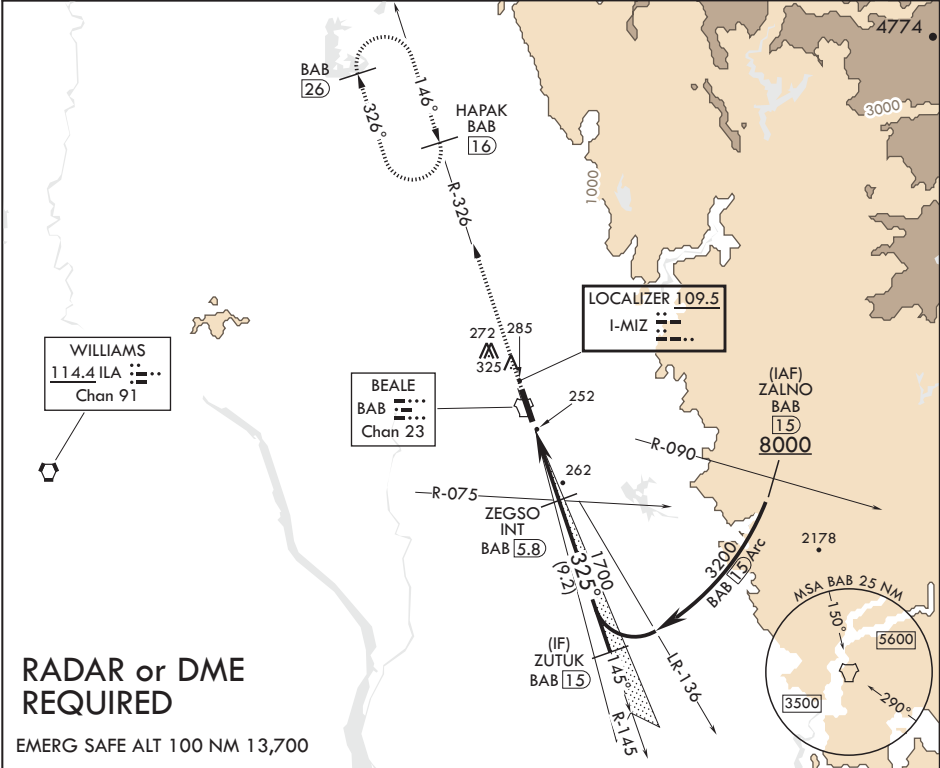 4774
3000
BAB
26
146°
326°
HAPAK
BAB
16
1000
R-326
LOCALIZER 109.5
I-MIZ
272
285
325
WILLIAMS
114.4 ILA
Chan 91
BEALE
BAB
Chan 23
252
(IAF)
ZALNO
BAB
15
8000
R-090
262
R-075
ZEGSO
INT
BAB 5.8
1700
325°
(9.2)
3200
BAB 15 Arc
2178
MSA BAB 25 NM
150°
5600
3500
290°
(IF)
ZUTUK
BAB 15
145°
LR-136
R-145
RADAR or DME
REQUIRED
EMERG SAFE ALT 100 NM 13,700